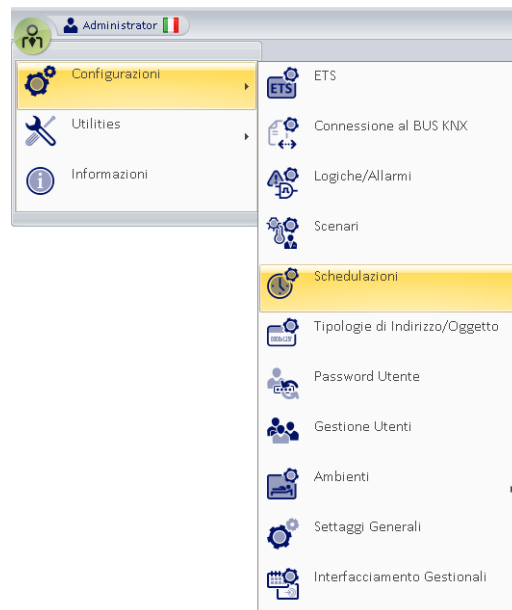 Administrator
Configurazioni
Utilities
Informazioni
ETS
ETS
Connessione al BUS KNX
Logiche/Allarmi
Scenari
Schedulazioni
Tipologie di Indirizzo/Oggetto
Password Utente
Gestione Utenti
Ambienti
Settaggi Generali
Interfacciamento Gestionali